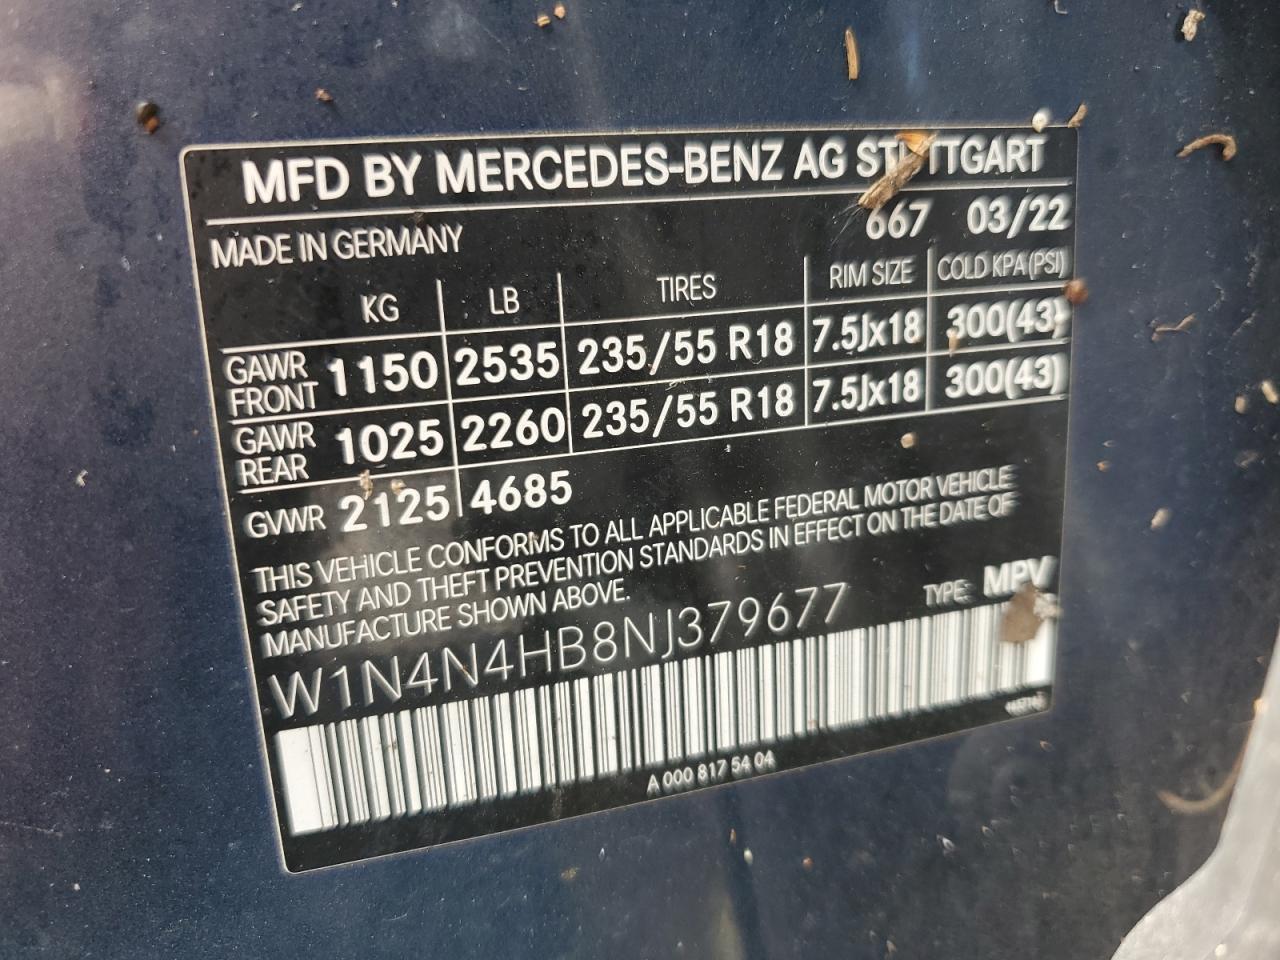 MFD BY MERCEDES-BENZ AG STUTTGART
667 03/22
MADE IN GERMANY
KG LB TIRES RIM SIZE COLD KPA (PSI)
GAWR FRONT 1150 2535 235/55 R18 7.5Jx18 300(43)
GAWR REAR 1025 2260 235/55 R18 7.5Jx18 300(43)
GVWR 2125 4685
THIS VEHICLE CONFORMS TO ALL APPLICABLE FEDERAL MOTOR VEHICLE
SAFETY AND THEFT PREVENTION STANDARDS IN EFFECT ON THE DATE OF
MANUFACTURE SHOWN ABOVE.
W1N4N4HB8NJ379677 TYPE: MPV
A 000 817 54 04